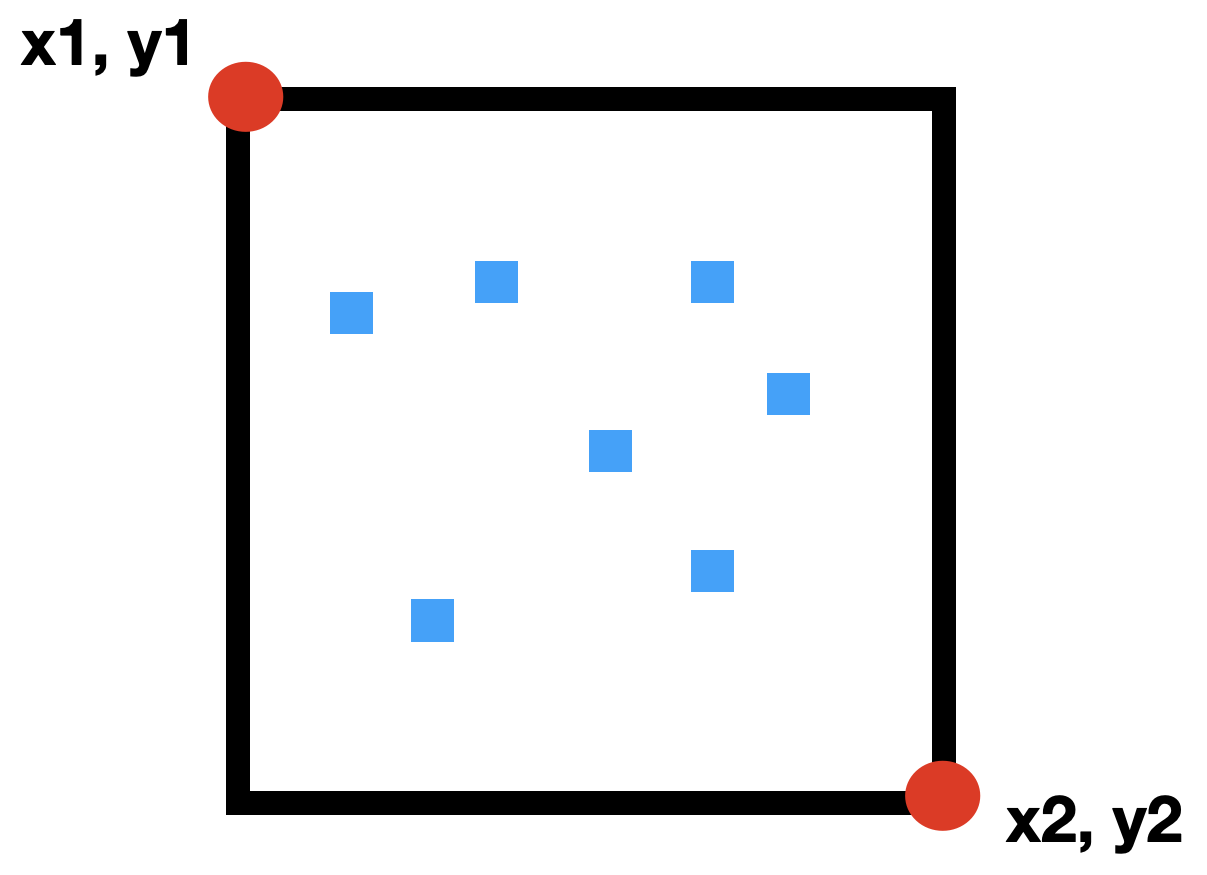 x1, y1
x2, y2